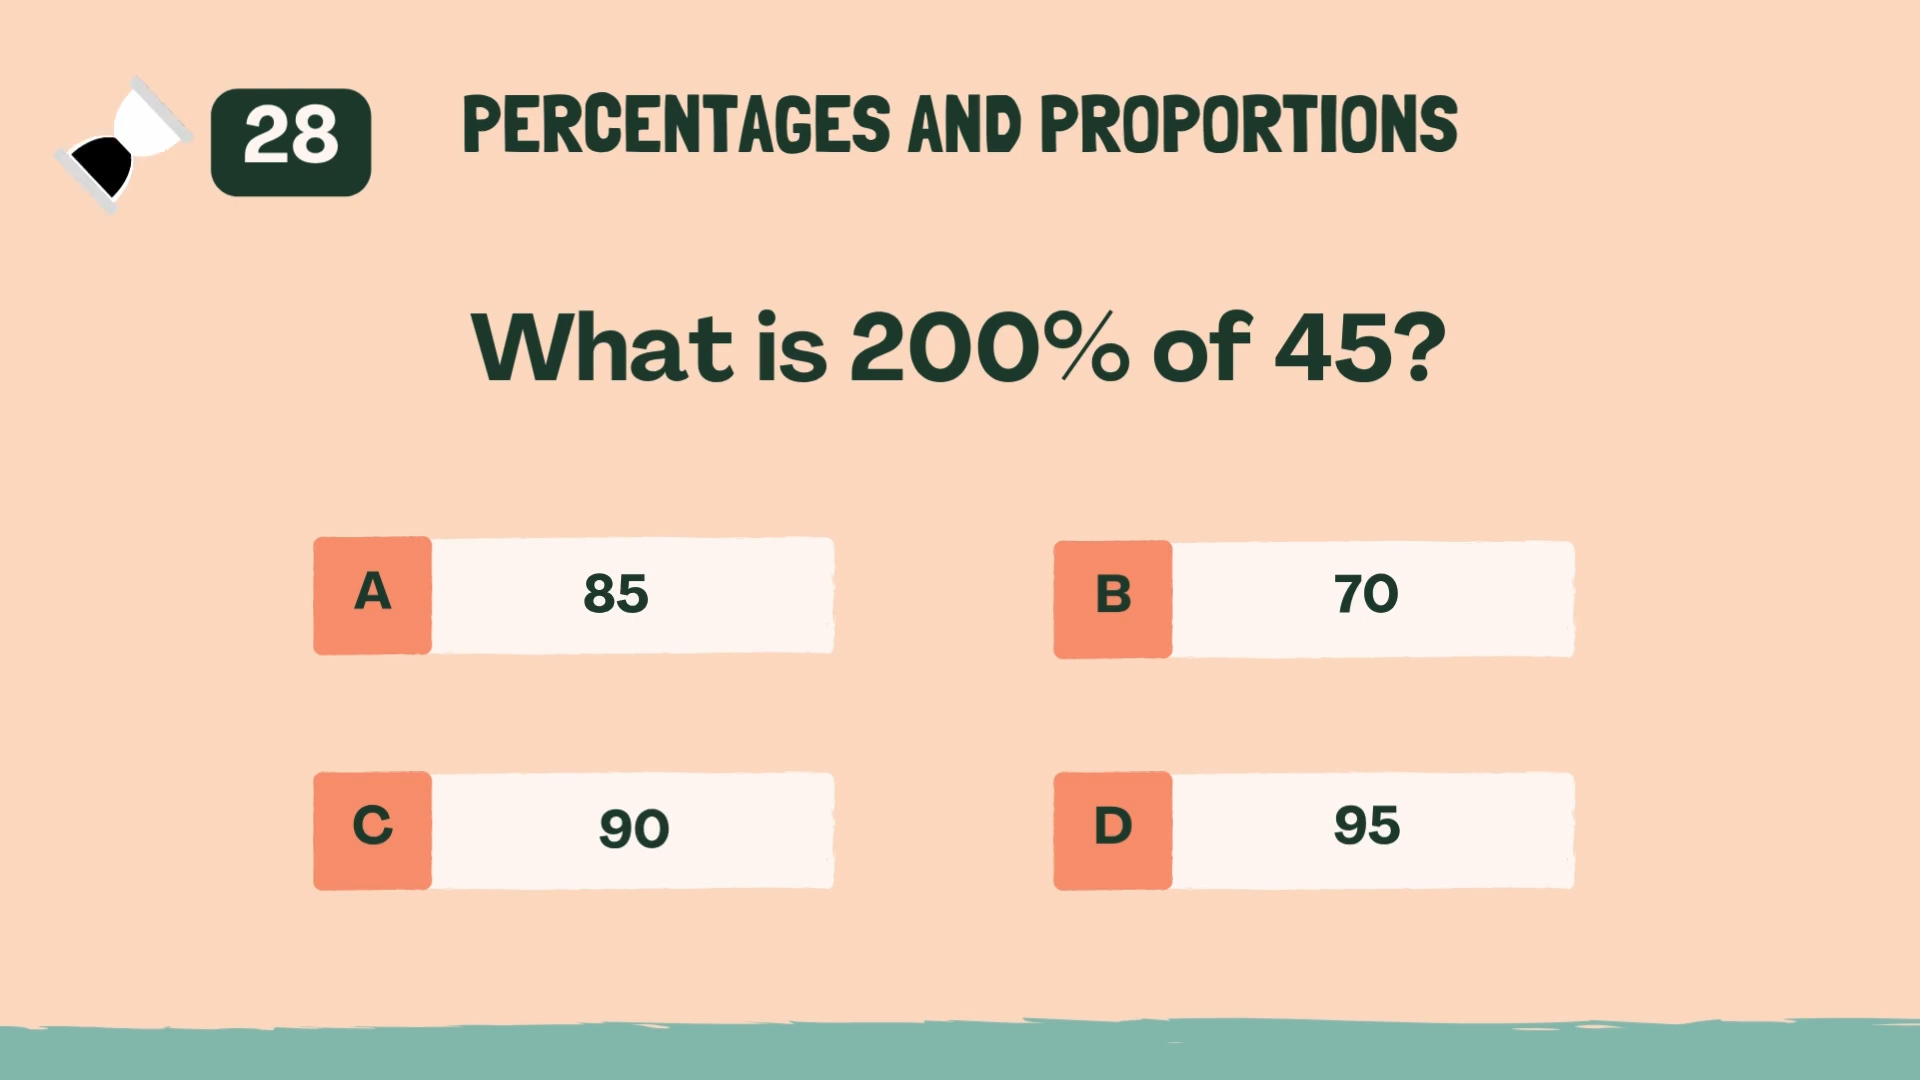 28
PERCENTAGES AND PROPORTIONS
What is 200% of 45?
A 85
B 70
C 90
D 95